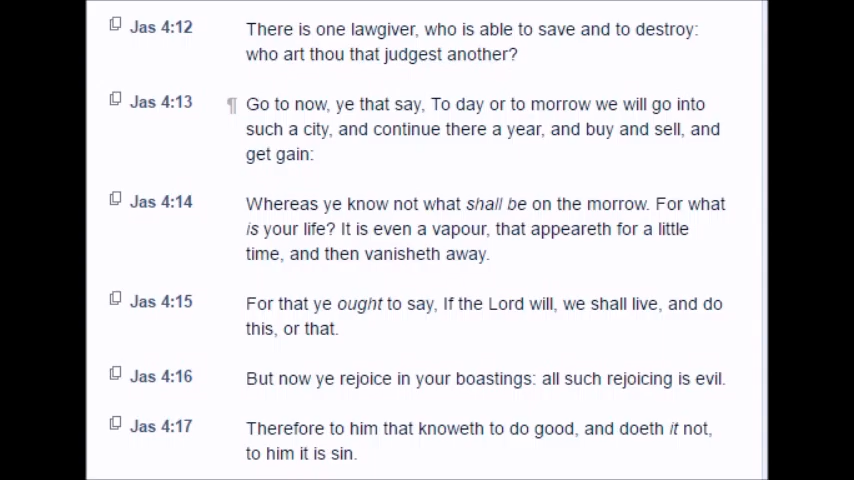 Jas 4:12 There is one lawgiver, who is able to save and to destroy:
who art thou that judgest another?
Jas 4:13 ¶ Go to now, ye that say, To day or to morrow we will go into
such a city, and continue there a year, and buy and sell, and
get gain:
Jas 4:14 Whereas ye know not what shall be on the morrow. For what
is your life? It is even a vapour, that appeareth for a little
time, and then vanisheth away.
Jas 4:15 For that ye ought to say, If the Lord will, we shall live, and do
this, or that.
Jas 4:16 But now ye rejoice in your boastings: all such rejoicing is evil.
Jas 4:17 Therefore to him that knoweth to do good, and doeth it not,
to him it is sin.